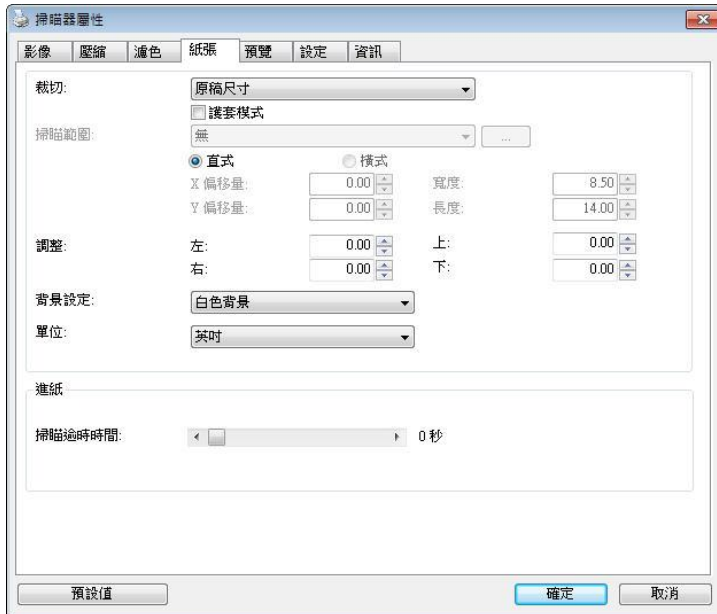 掃瞄器屬性
影像 壓縮 濾色 紙張 預覽 設定 資訊
裁切: 原稿尺寸
護套模式
掃瞄範圍: 無 ...
直式 橫式
X 偏移量: 0.00 寬度: 8.50
Y 偏移量: 0.00 長度: 14.00
調整: 左: 0.00 上: 0.00
右: 0.00 下: 0.00
背景設定: 白色背景
單位: 英吋
進紙
掃瞄逾時時間: 0 秒
預設值 確定 取消